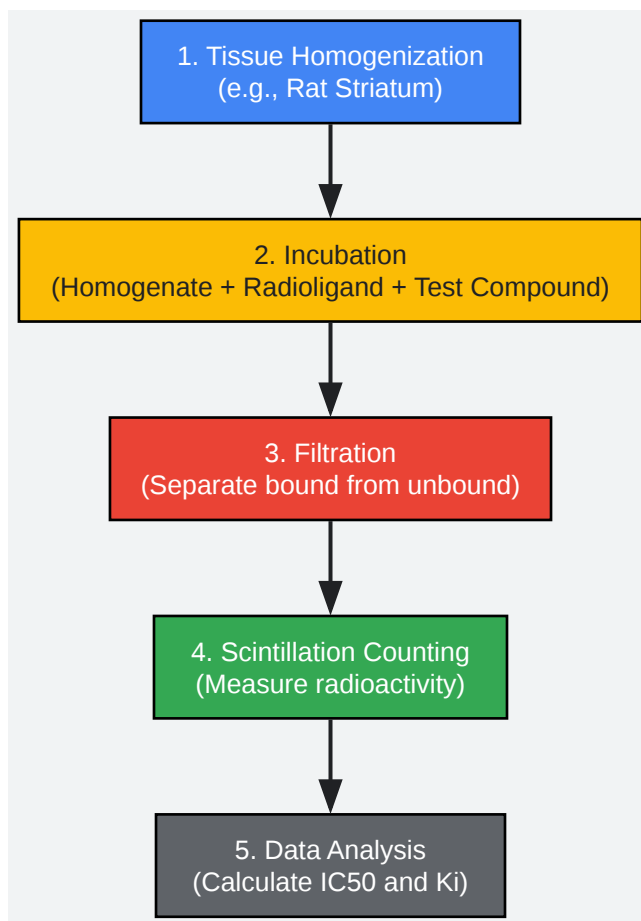 1. Tissue Homogenization
(e.g., Rat Striatum)
2. Incubation
(Homogenate + Radioligand + Test Compound)
3. Filtration
(Separate bound from unbound)
4. Scintillation Counting
(Measure radioactivity)
5. Data Analysis
(Calculate IC50 and Ki)